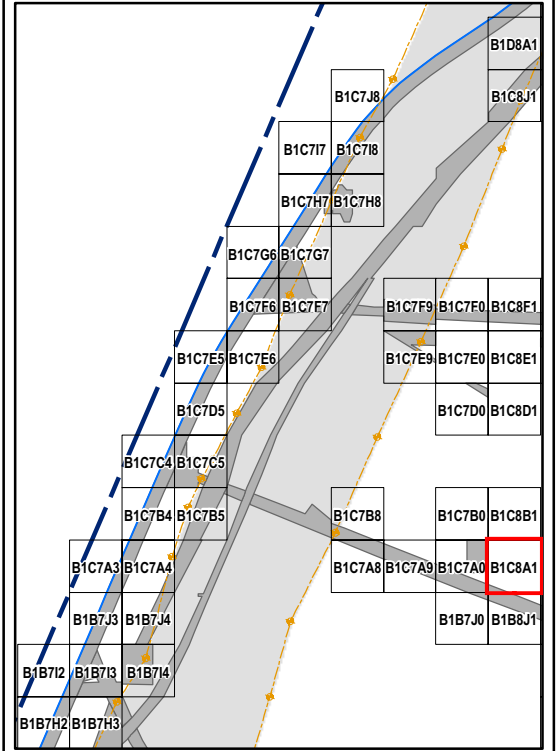 B1D8A1
B1C7J8 B1C8J1
B1C7I7 B1C7I8
B1C7H7 B1C7H8
B1C7G6 B1C7G7
B1C7F6 B1C7F7 B1C7F9 B1C7F0 B1C8F1
B1C7E5 B1C7E6 B1C7E9 B1C7E0 B1C8E1
B1C7D5 B1C7D0 B1C8D1
B1C7C4 B1C7C5
B1C7B4 B1C7B5 B1C7B8 B1C7B0 B1C8B1
B1C7A3 B1C7A4 B1C7A8 B1C7A9 B1C7A0 B1C8A1
B1B7J3 B1B7J4 B1B7J0 B1B8J1
B1B7I2 B1B7I3 B1B7I4
B1B7H2 B1B7H3